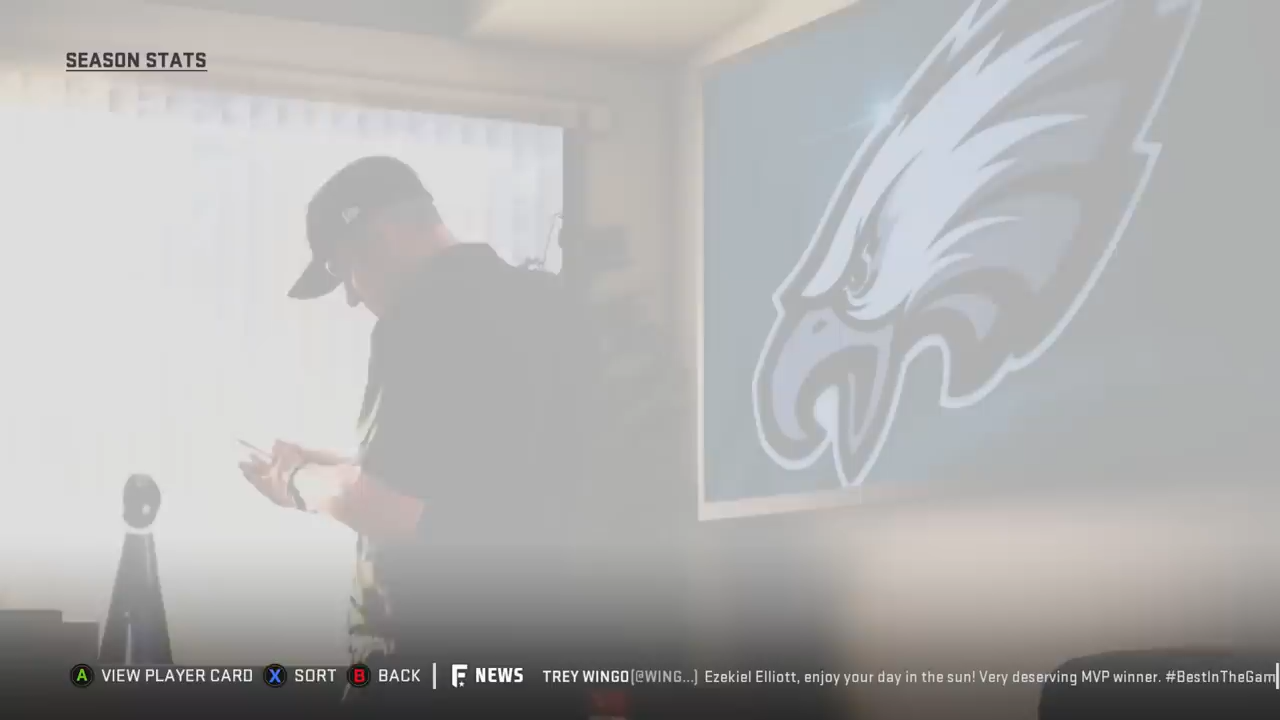 SEASON STATS
A VIEW PLAYER CARD X SORT B BACK F NEWS TREY WINGO[@WING...] Ezekiel Elliott, enjoy your day in the sun! Very deserving MVP winner. #BestInTheGam